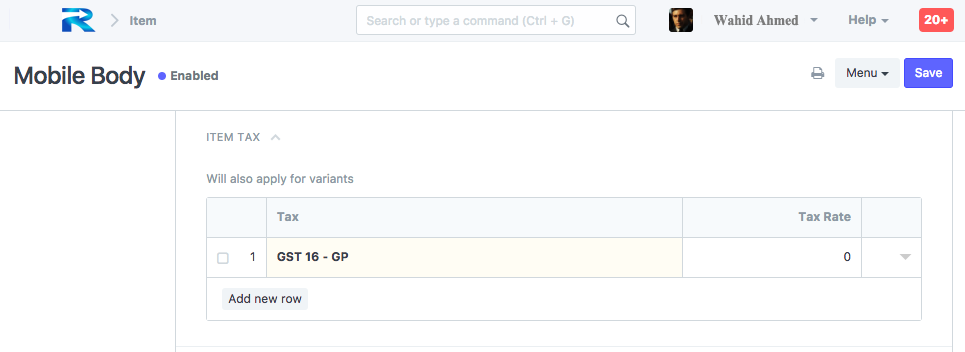 Item
Search or type a command (Ctrl + G)
Wahid Ahmed
Help
20+
Mobile Body
Enabled
Menu
Save
ITEM TAX
Will also apply for variants
Tax
Tax Rate
1
GST 16 - GP
0
Add new row